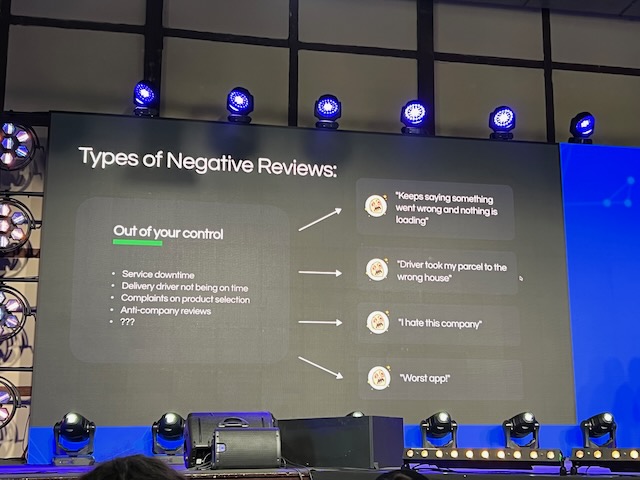 Types of Negative Reviews:
Out of your control
• Service downtime
• Delivery driver not being on time
• Complaints on product selection
• Anti-company reviews
• ???
"Keeps saying something
went wrong and nothing is
loading"
"Driver took my parcel to the
wrong house"
"I hate this company"
"Worst app!"